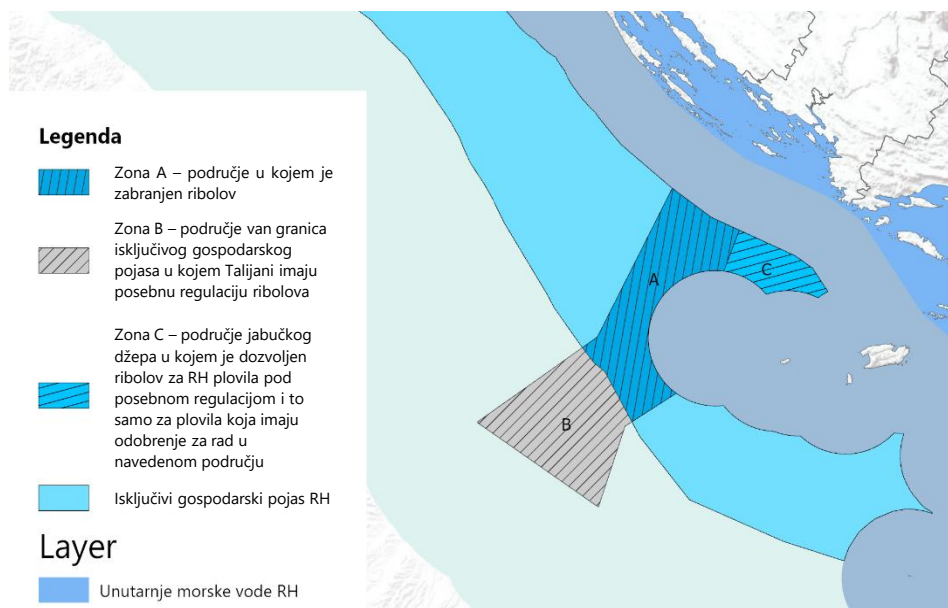 Legenda
Zona A – područje u kojem je
zabranjen ribolov
Zona B – područje van granica
isključivog gospodarskog
pojasa u kojem Talijani imaju
posebnu regulaciju ribolova
Zona C – područje jabučkog
džepa u kojem je dozvoljen
ribolov za RH plovila pod
posebnom regulacijom i to
samo za plovila koja imaju
odobrenje za rad u
navedenom području
Isključivi gospodarski pojas RH
Layer
Unutarnje morske vode RH
C
A
B